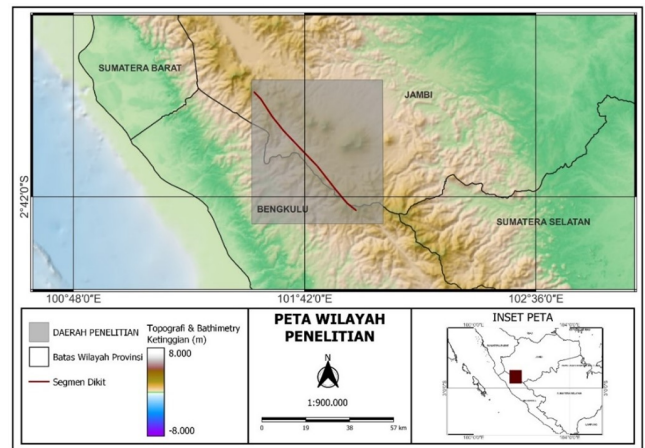 SUMATERA BARAT
JAMBI
BENGKULU
SUMATERA SELATAN
2°42'0"S
100°48'0"E
101°42'0"E
102°36'0"E
DAERAH PENELITIAN
Batas Wilayah Provinsi
Segmen Dikit
Topografi & Bathimetry
Ketinggian (m)
8.000
-8.000
PETA WILAYAH
PENELITIAN
N
1:900.000
0 19 38 57 km
INSET PETA